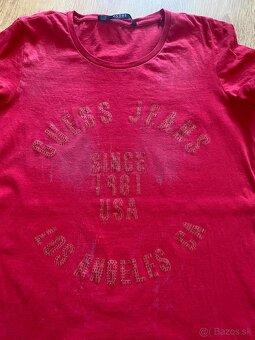 GUESS JEANS
SINCE
1981
USA
LOS ANGELES CA
Bazos.sk